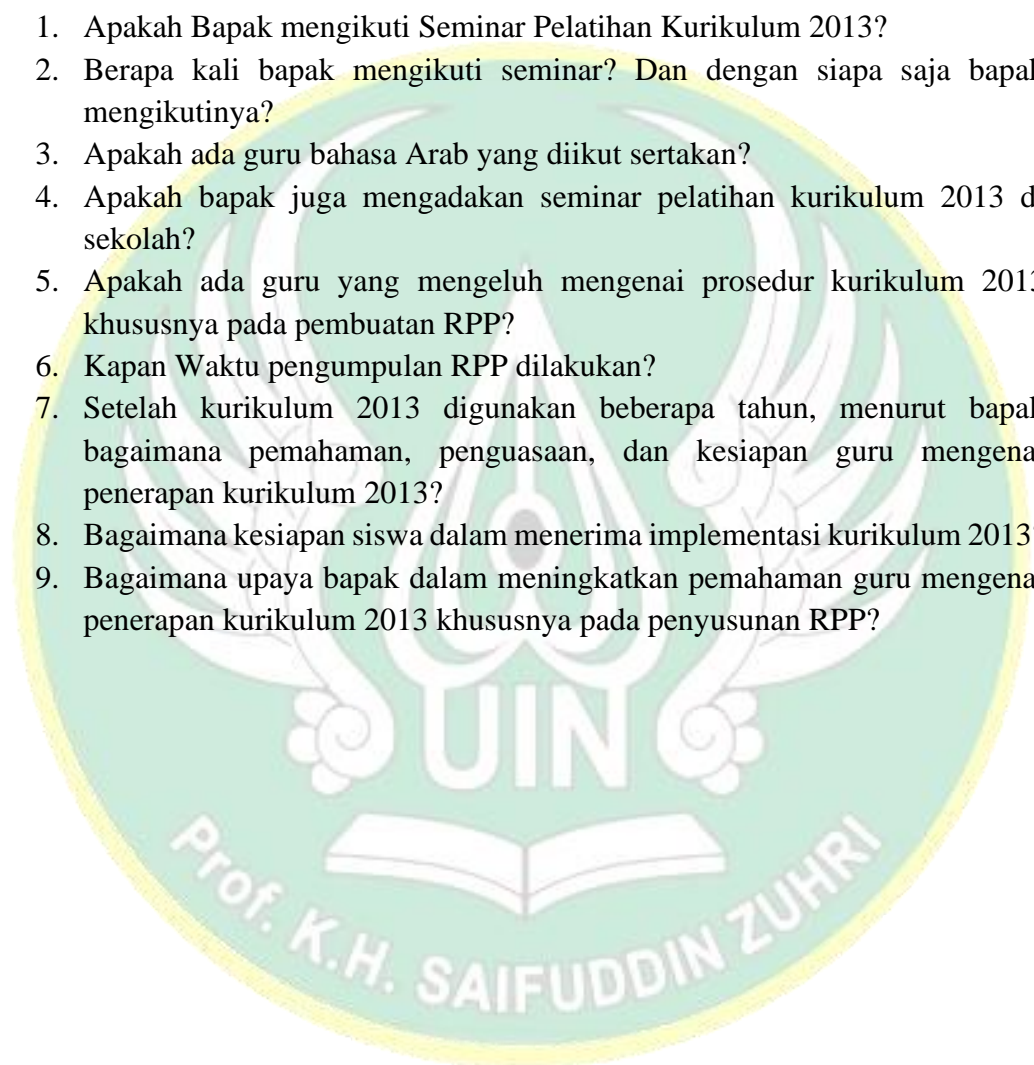 1. Apakah Bapak mengikuti Seminar Pelatihan Kurikulum 2013?
2. Berapa kali bapak mengikuti seminar? Dan dengan siapa saja bapa
mengikutinya?
3. Apakah ada guru bahasa Arab yang diikut sertakan?
4. Apakah bapak juga mengadakan seminar pelatihan kurikulum 2013 d
sekolah?
5. Apakah ada guru yang mengeluh mengenai prosedur kurikulum 2013
khususnya pada pembuatan RPP?
6. Kapan Waktu pengumpulan RPP dilakukan?
7. Setelah kurikulum 2013 digunakan beberapa tahun, menurut bapa
bagaimana pemahaman, penguasaan, dan kesiapan guru mengena
penerapan kurikulum 2013?
8. Bagaimana kesiapan siswa dalam menerima implementasi kurikulum 2013
9. Bagaimana upaya bapak dalam meningkatkan pemahaman guru mengena
penerapan kurikulum 2013 khususnya pada penyusunan RPP?
UIN
Prof. K.H. SAIFUDDIN ZUHRI